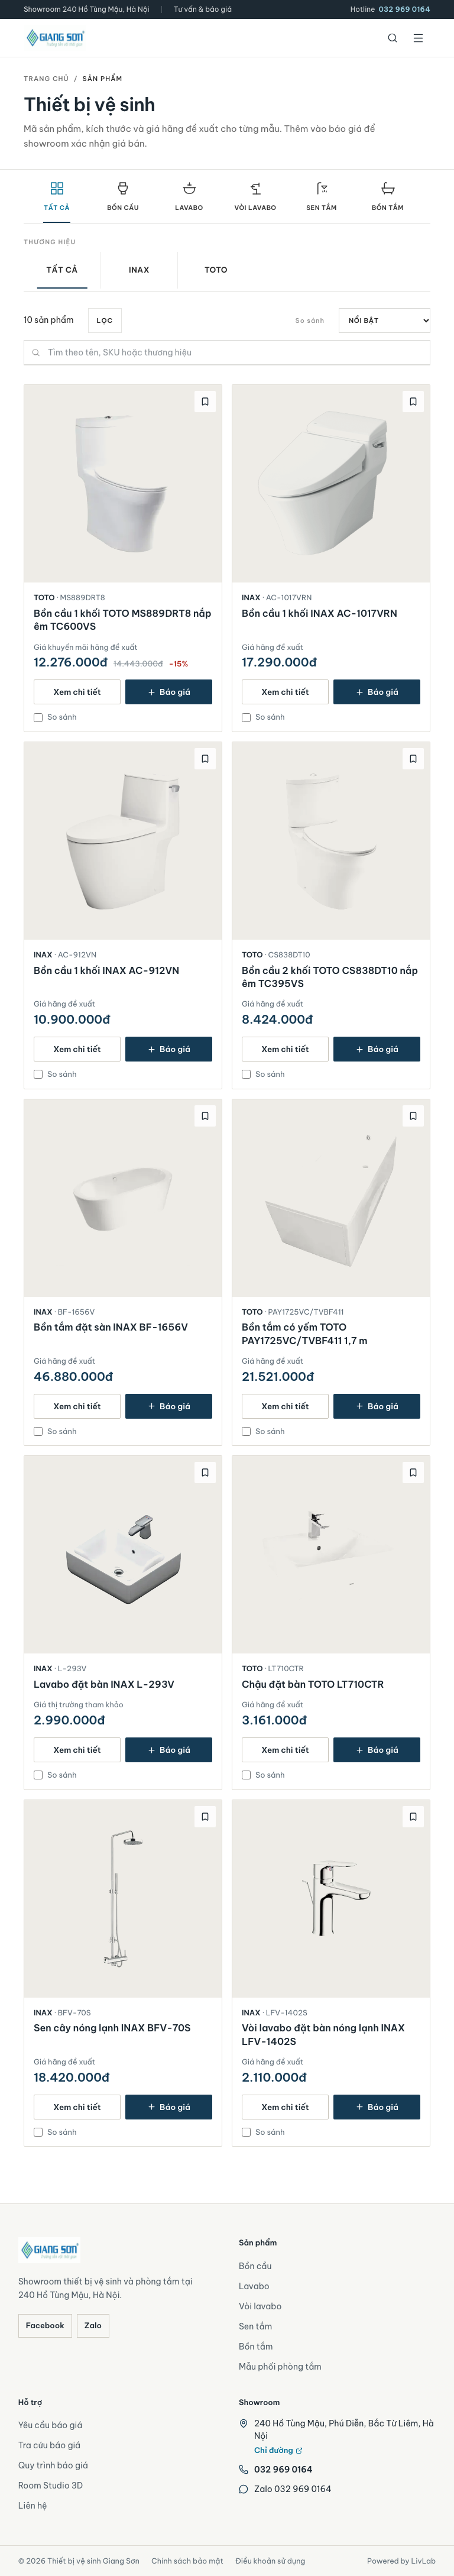 Showroom 240 Hồ Tùng Mậu, Hà Nội
Tư vấn & báo giá
Hotline 032 969 0164
GIANG SƠN
TRANG CHỦ / SẢN PHẨM
Thiết bị vệ sinh
Mã sản phẩm, kích thước và giá hãng đề xuất cho từng mẫu. Thêm vào báo giá để
showroom xác nhận giá bán.
TẤT CẢ
BỒN CẦU
LAVABO
VÒI LAVABO
SEN TẮM
BỒN TẮM
THƯƠNG HIỆU
TẤT CẢ
INAX
TOTO
10 sản phẩm
LỌC
So sánh
NỔI BẬT
Tìm theo tên, SKU hoặc thương hiệu
TOTO · MS889DRT8
Bồn cầu 1 khối TOTO MS889DRT8 nắp
êm TC600VS
Giá khuyến mãi hãng đề xuất
12.276.000đ 14.443.000đ -15%
Xem chi tiết
+ Báo giá
So sánh
INAX · AC-1017VRN
Bồn cầu 1 khối INAX AC-1017VRN
Giá hãng đề xuất
17.290.000đ
Xem chi tiết
+ Báo giá
So sánh
INAX · AC-912VN
Bồn cầu 1 khối INAX AC-912VN
Giá hãng đề xuất
10.900.000đ
Xem chi tiết
+ Báo giá
So sánh
TOTO · CS838DT10
Bồn cầu 2 khối TOTO CS838DT10 nắp
êm TC395VS
Giá hãng đề xuất
8.424.000đ
Xem chi tiết
+ Báo giá
So sánh
INAX · BF-1656V
Bồn tắm đặt sàn INAX BF-1656V
Giá hãng đề xuất
46.880.000đ
Xem chi tiết
+ Báo giá
So sánh
TOTO · PAY1725VC/TVBF411
Bồn tắm có yếm TOTO
PAY1725VC/TVBF411 1,7 m
Giá hãng đề xuất
21.521.000đ
Xem chi tiết
+ Báo giá
So sánh
INAX · L-293V
Lavabo đặt bàn INAX L-293V
Giá thị trường tham khảo
2.990.000đ
Xem chi tiết
+ Báo giá
So sánh
TOTO · LT710CTR
Chậu đặt bàn TOTO LT710CTR
Giá hãng đề xuất
3.161.000đ
Xem chi tiết
+ Báo giá
So sánh
INAX · BFV-70S
Sen cây nóng lạnh INAX BFV-70S
Giá hãng đề xuất
18.420.000đ
Xem chi tiết
+ Báo giá
So sánh
INAX · LFV-1402S
Vòi lavabo đặt bàn nóng lạnh INAX
LFV-1402S
Giá hãng đề xuất
2.110.000đ
Xem chi tiết
+ Báo giá
So sánh
GIANG SƠN
Showroom thiết bị vệ sinh và phòng tắm tại
240 Hồ Tùng Mậu, Hà Nội.
Facebook
Zalo
Sản phẩm
Bồn cầu
Lavabo
Vòi lavabo
Sen tắm
Bồn tắm
Mẫu phối phòng tắm
Hỗ trợ
Yêu cầu báo giá
Tra cứu báo giá
Quy trình báo giá
Room Studio 3D
Liên hệ
Showroom
240 Hồ Tùng Mậu, Phú Diễn, Bắc Từ Liêm, Hà
Nội
Chỉ đường
032 969 0164
Zalo 032 969 0164
© 2026 Thiết bị vệ sinh Giang Sơn
Chính sách bảo mật
Điều khoản sử dụng
Powered by LivLab